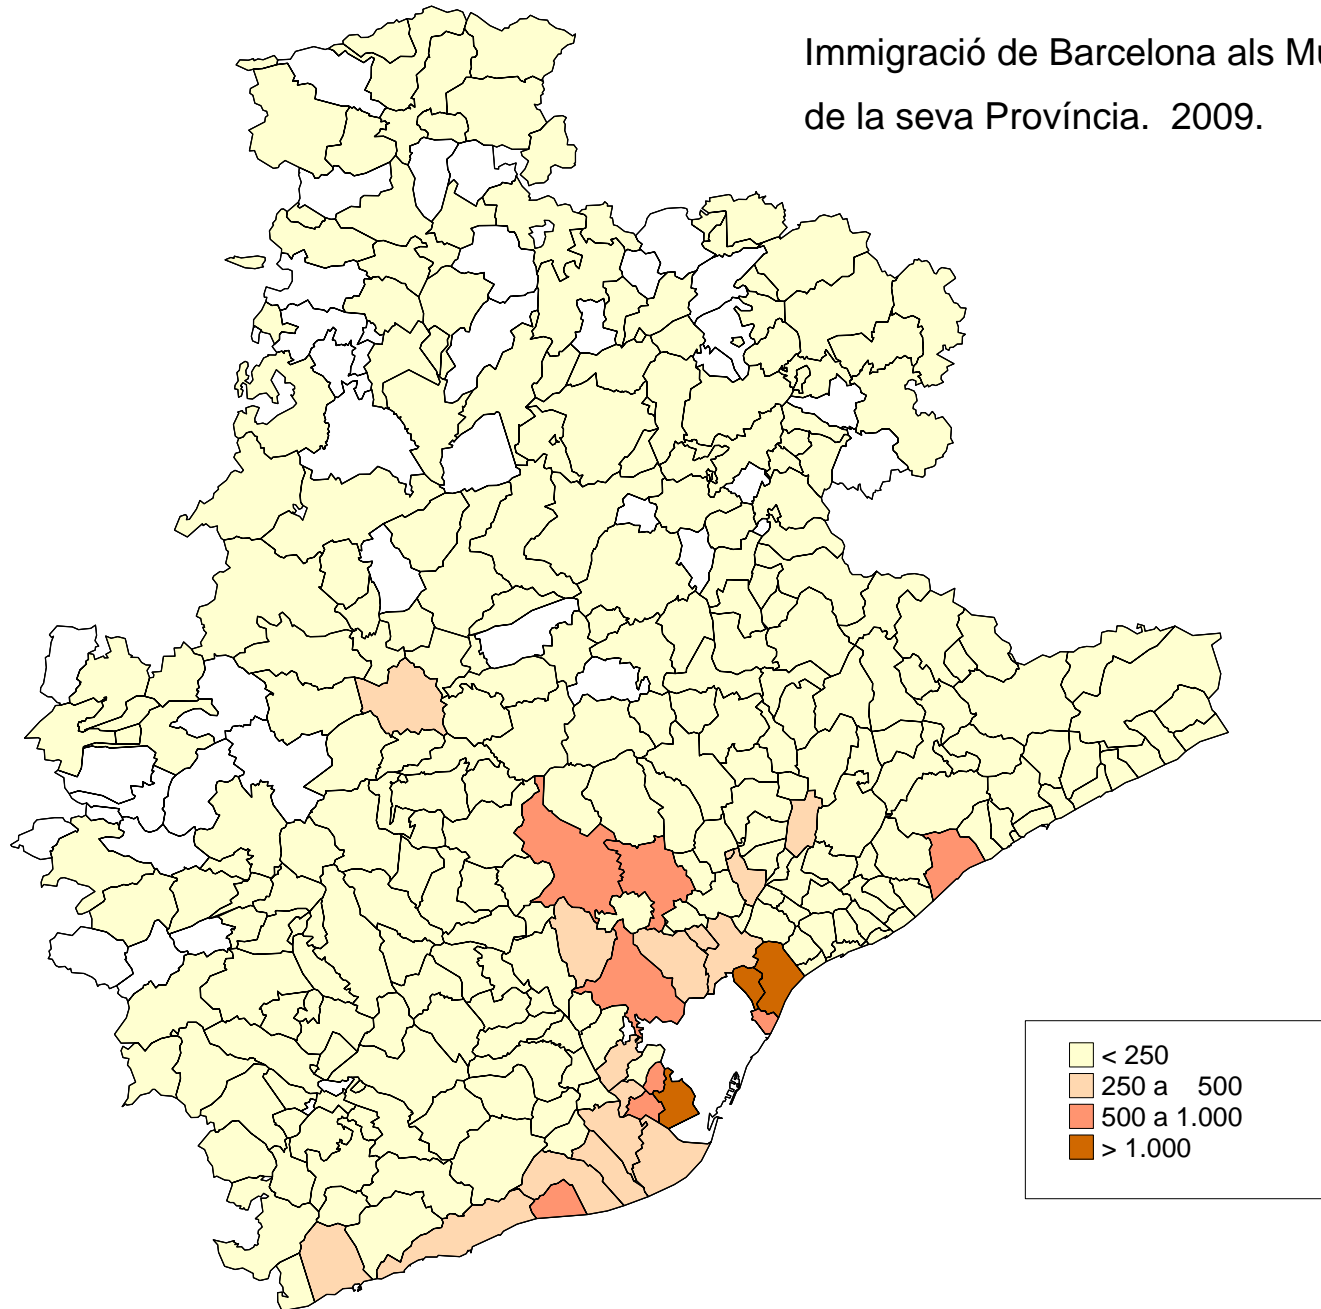 Immigració de Barcelona als
de la seva Província. 2009.
< 250
250 a 500
500 a 1.000
> 1.000